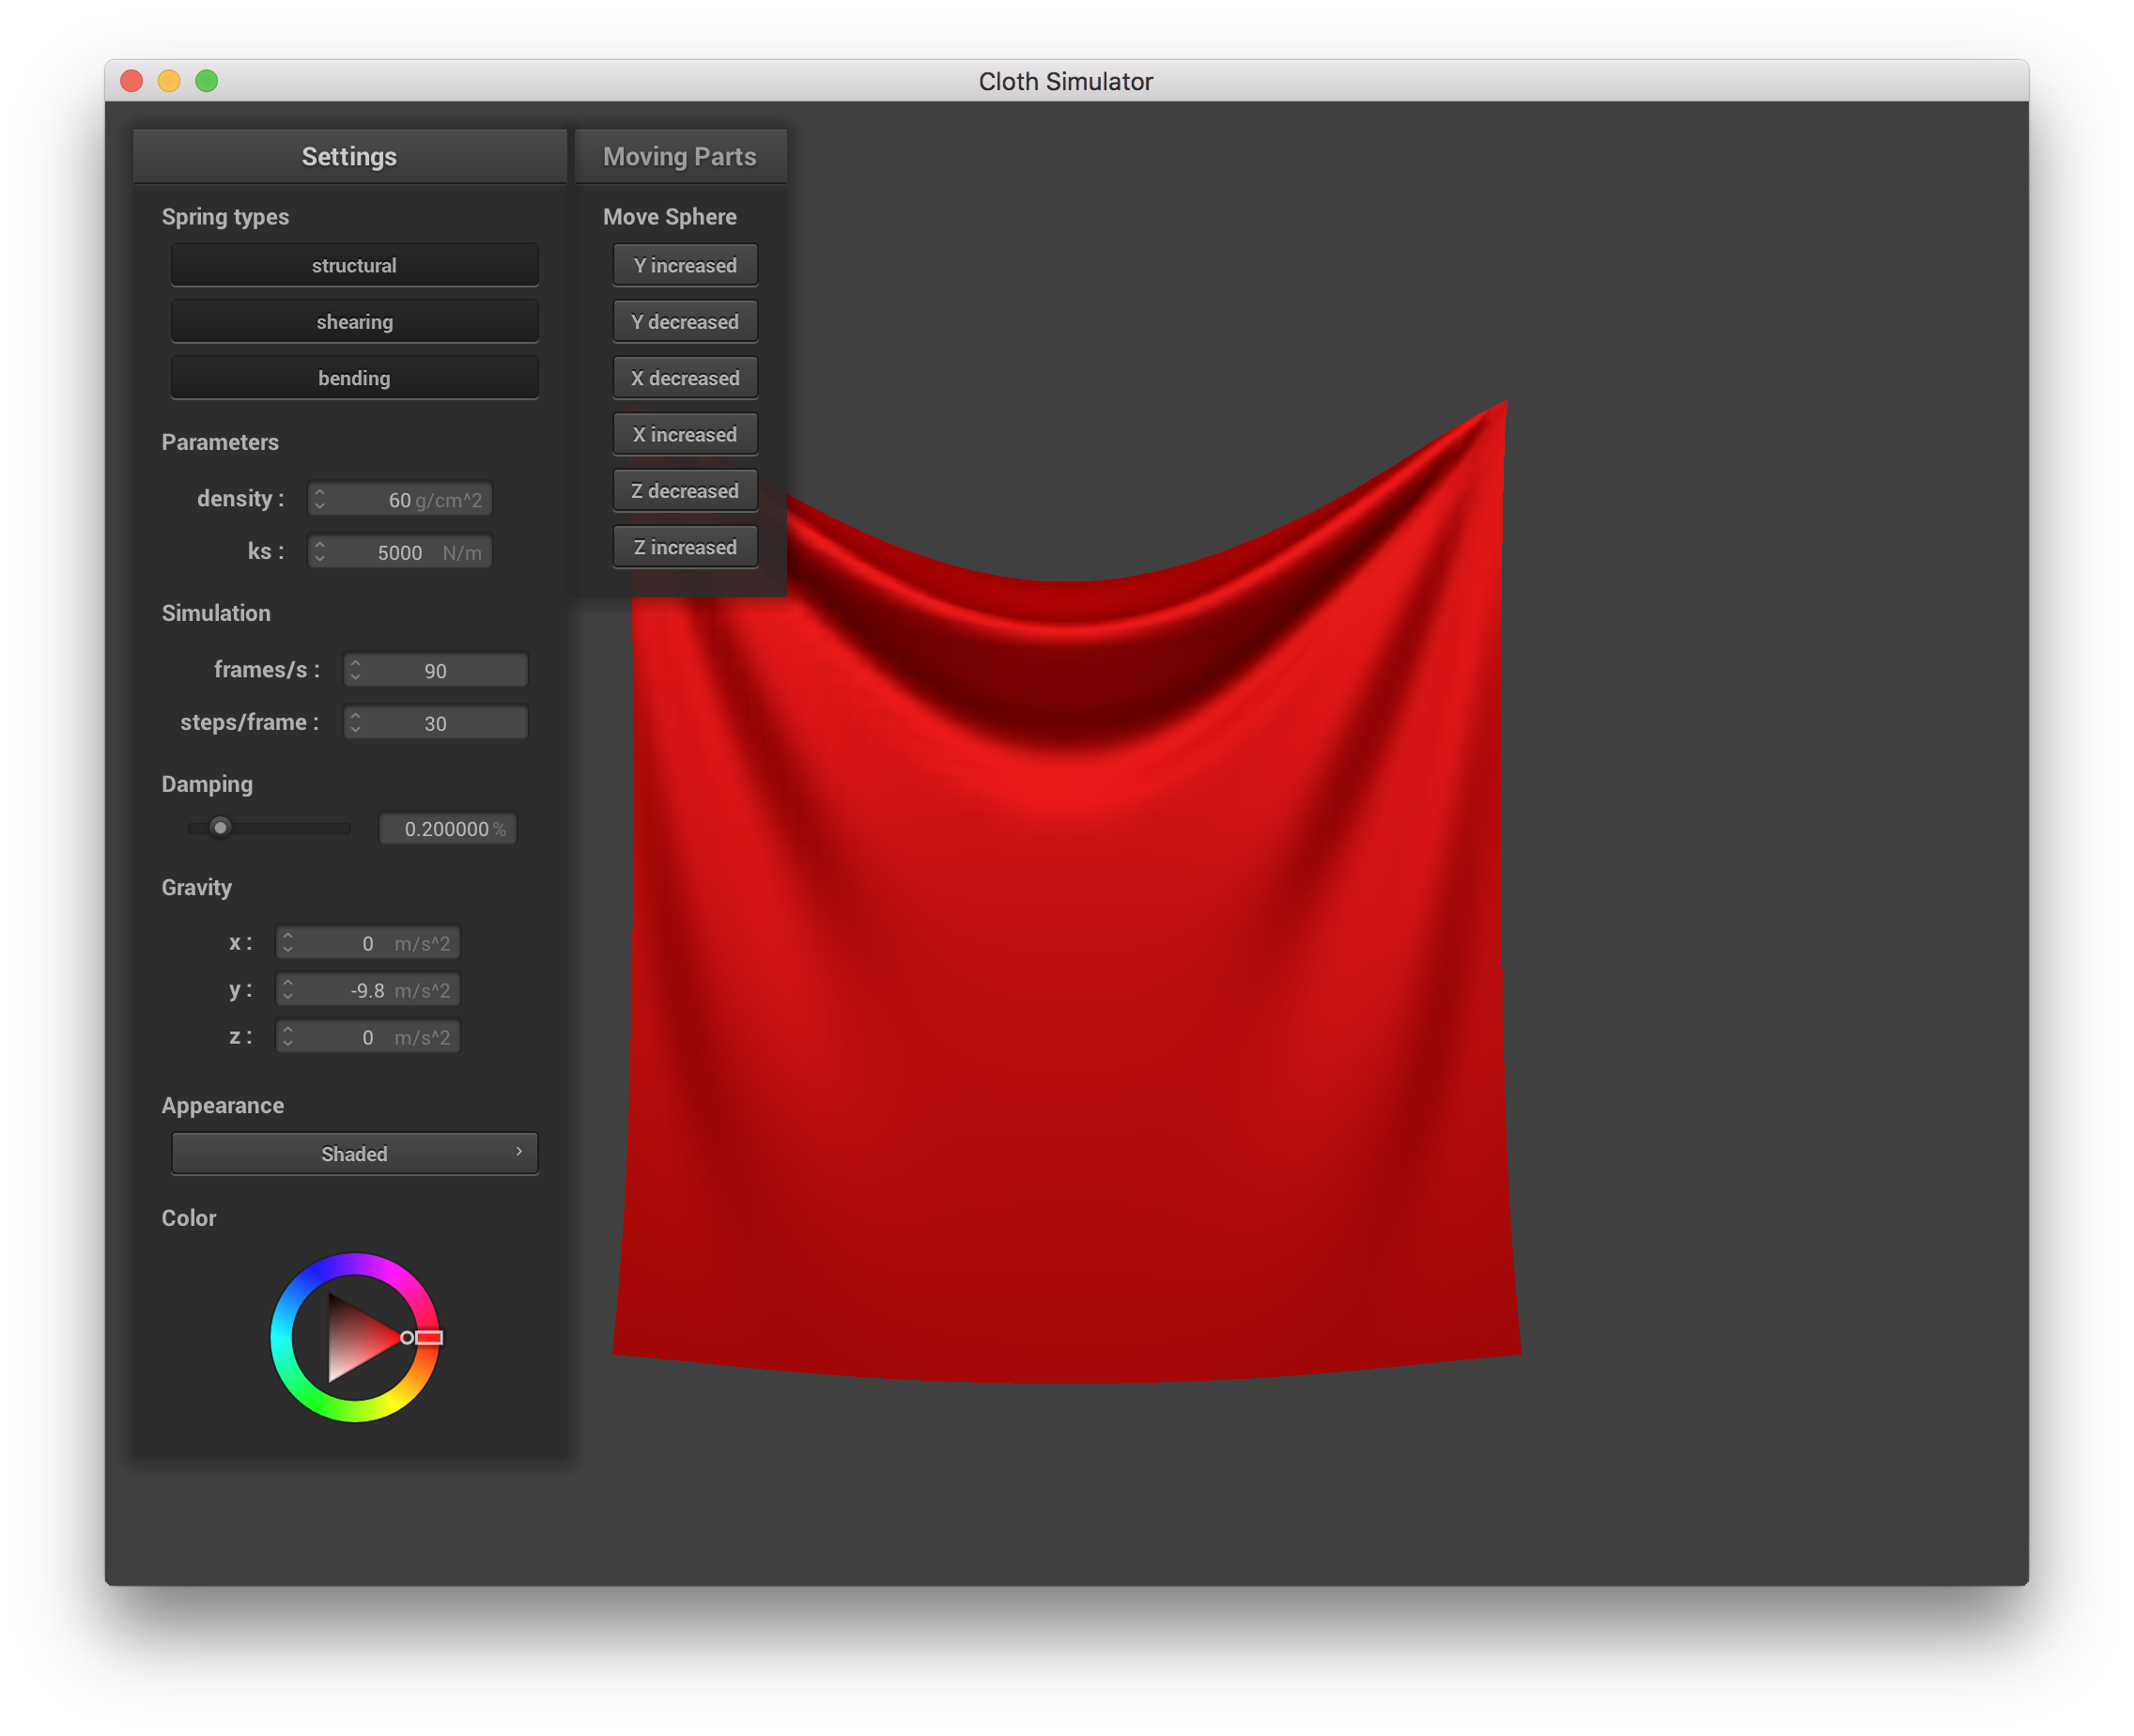 Cloth Simulator
Settings
Spring types
structural
shearing
bending
Parameters
density : 60 g/cm^2
ks : 5000 N/m
Simulation
frames/s : 90
steps/frame : 30
Damping
0.200000 %
Gravity
x : 0 m/s^2
y : -9.8 m/s^2
z : 0 m/s^2
Appearance
Shaded
Color
Moving Parts
Move Sphere
Y increased
Y decreased
X decreased
X increased
Z decreased
Z increased